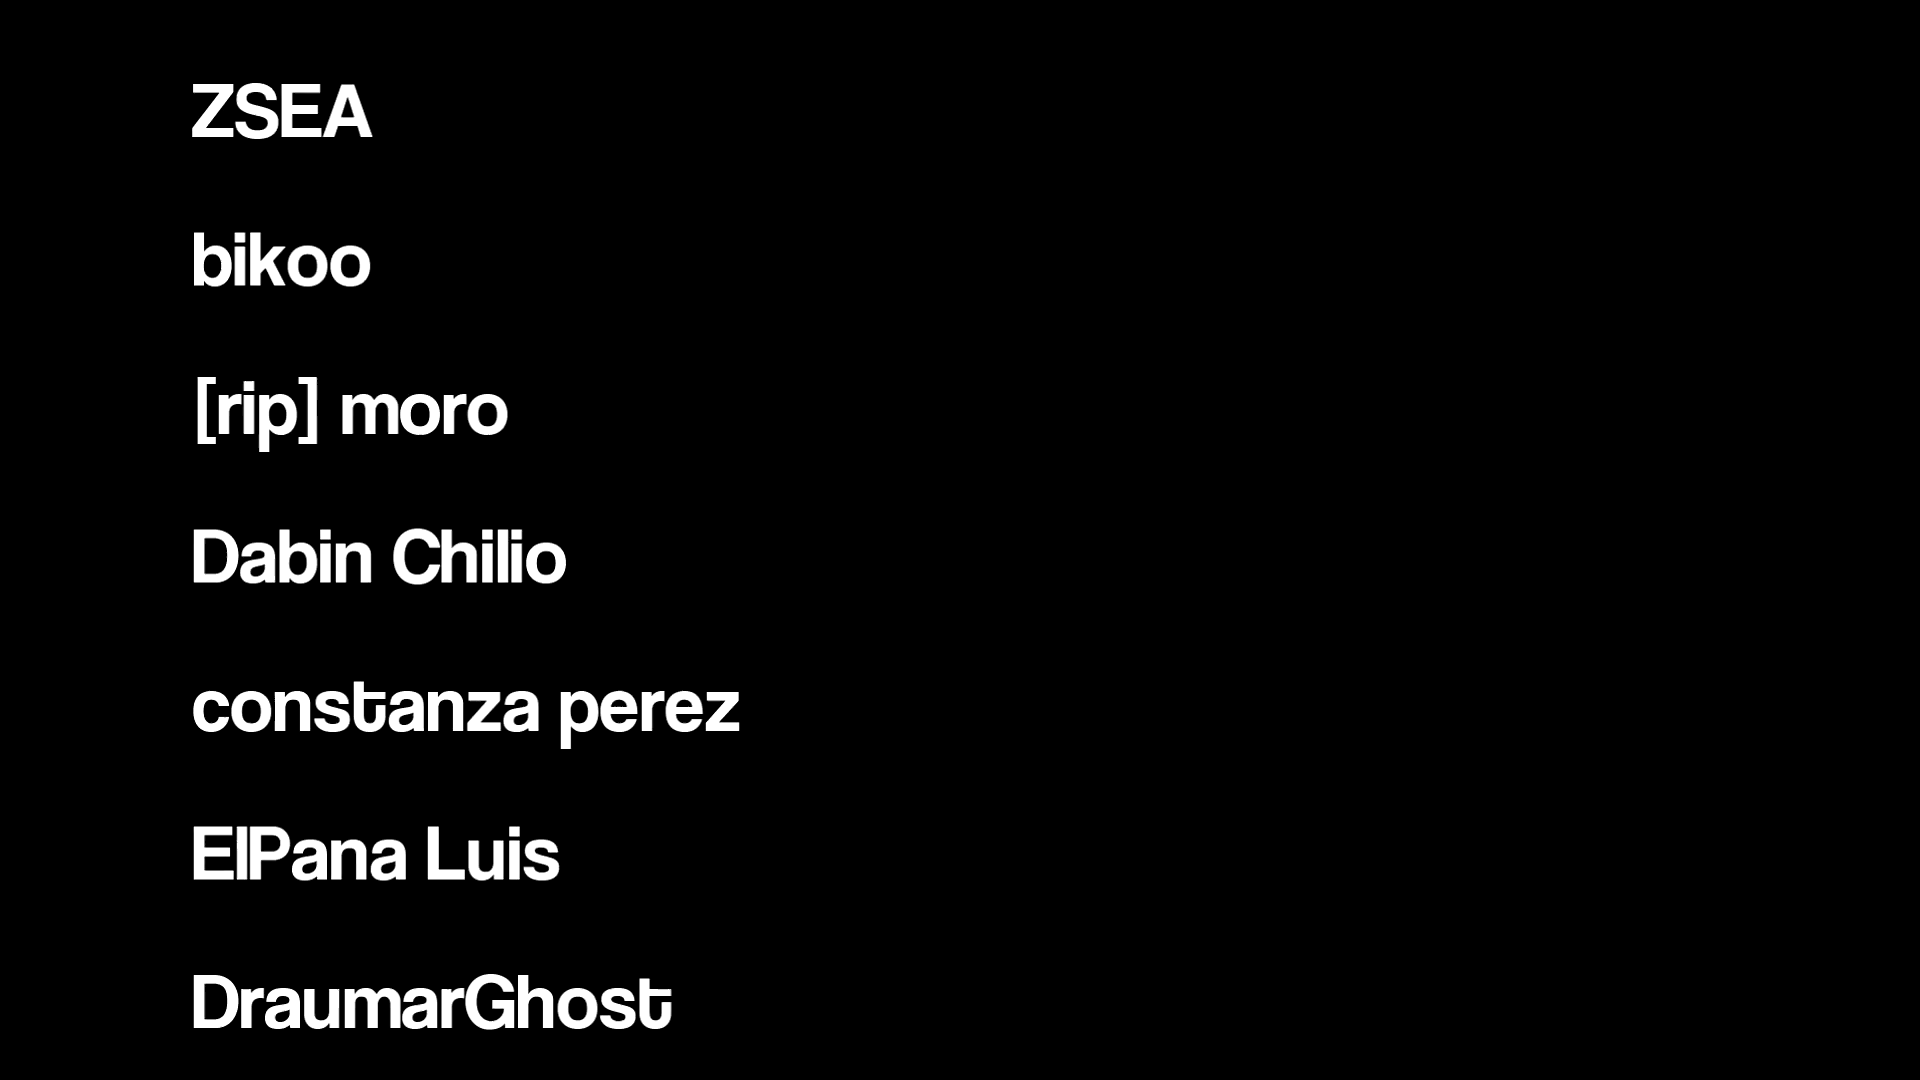 ZSEA
bikoo
[rip] moro
Dabin Chilio
constanza perez
ElPana Luis
DraumarGhost